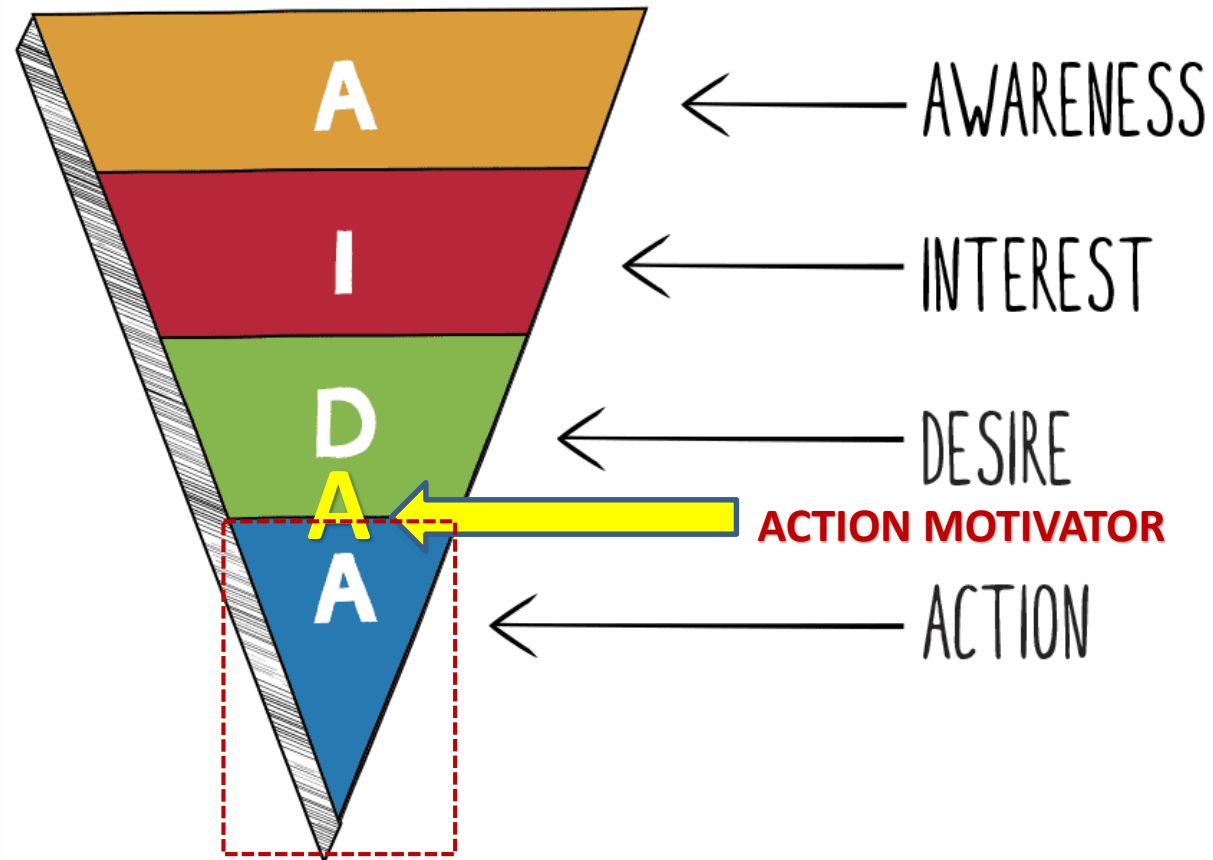 A
AWARENESS
I
INTEREST
D
DESIRE
A
ACTION MOTIVATOR
A
ACTION